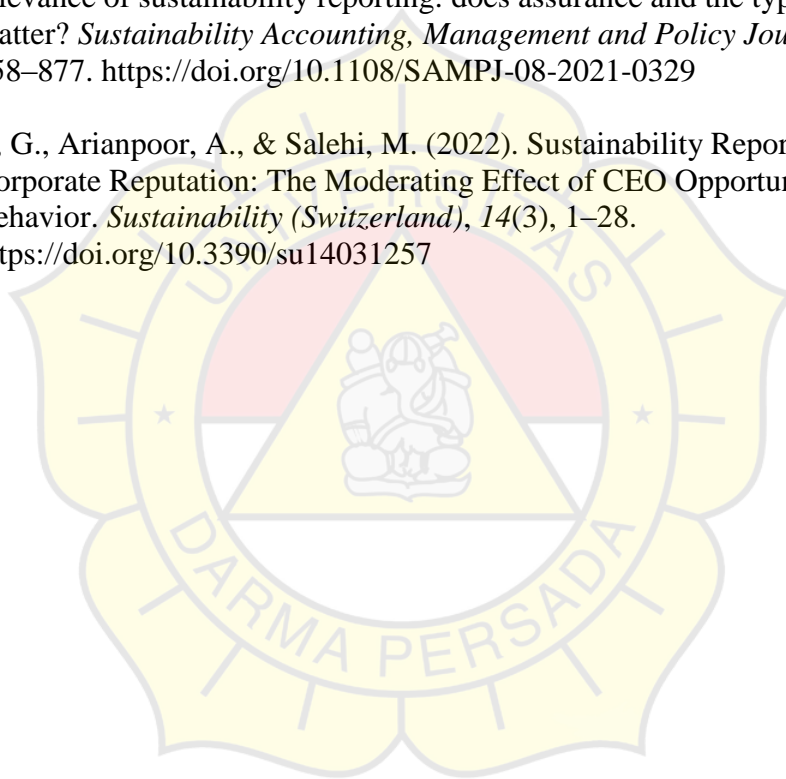 levance of sustainability reporting: does assurance and the typ
atter? Sustainability Accounting, Management and Policy Jou
58–877. https://doi.org/10.1108/SAMPJ-08-2021-0329
, G., Arianpoor, A., & Salehi, M. (2022). Sustainability Repor
orporate Reputation: The Moderating Effect of CEO Opportu
ehavior. Sustainability (Switzerland), 14(3), 1–28.
tps://doi.org/10.3390/su14031257
UNIVERSITAS
DARMA PERSADA